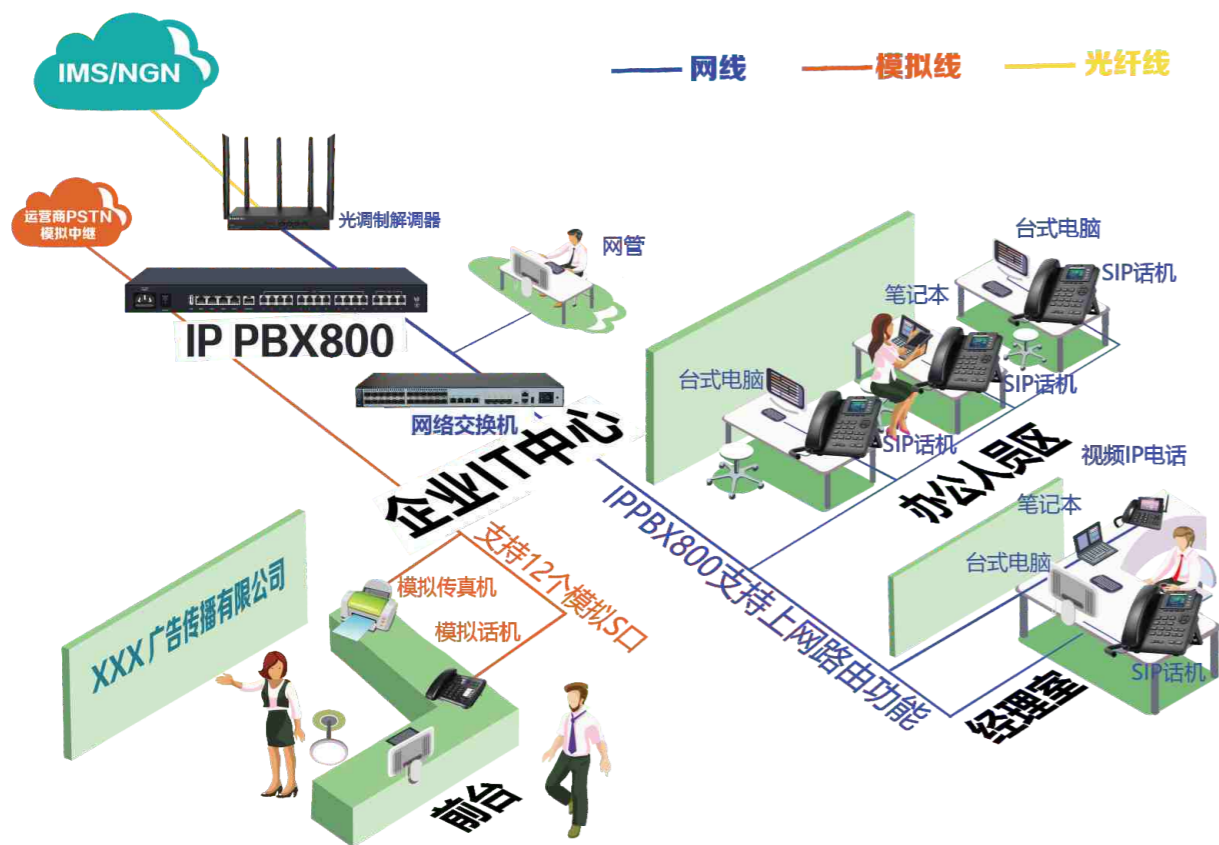 IMS/NGN
网线
模拟线
光纤线
运营商PSTN
模拟中继
光调制解调器
网管
台式电脑
SIP话机
笔记本
IP PBX800
台式电脑
SIP话机
网络交换机
SIP话机
企业IT中心
办公人员区
视频IP电话
IPPBX800支持上网路由功能
笔记本
台式电脑
支持12个模拟S口
模拟传真机
模拟话机
XXX广告传播有限公司
SIP话机
经理室
前台